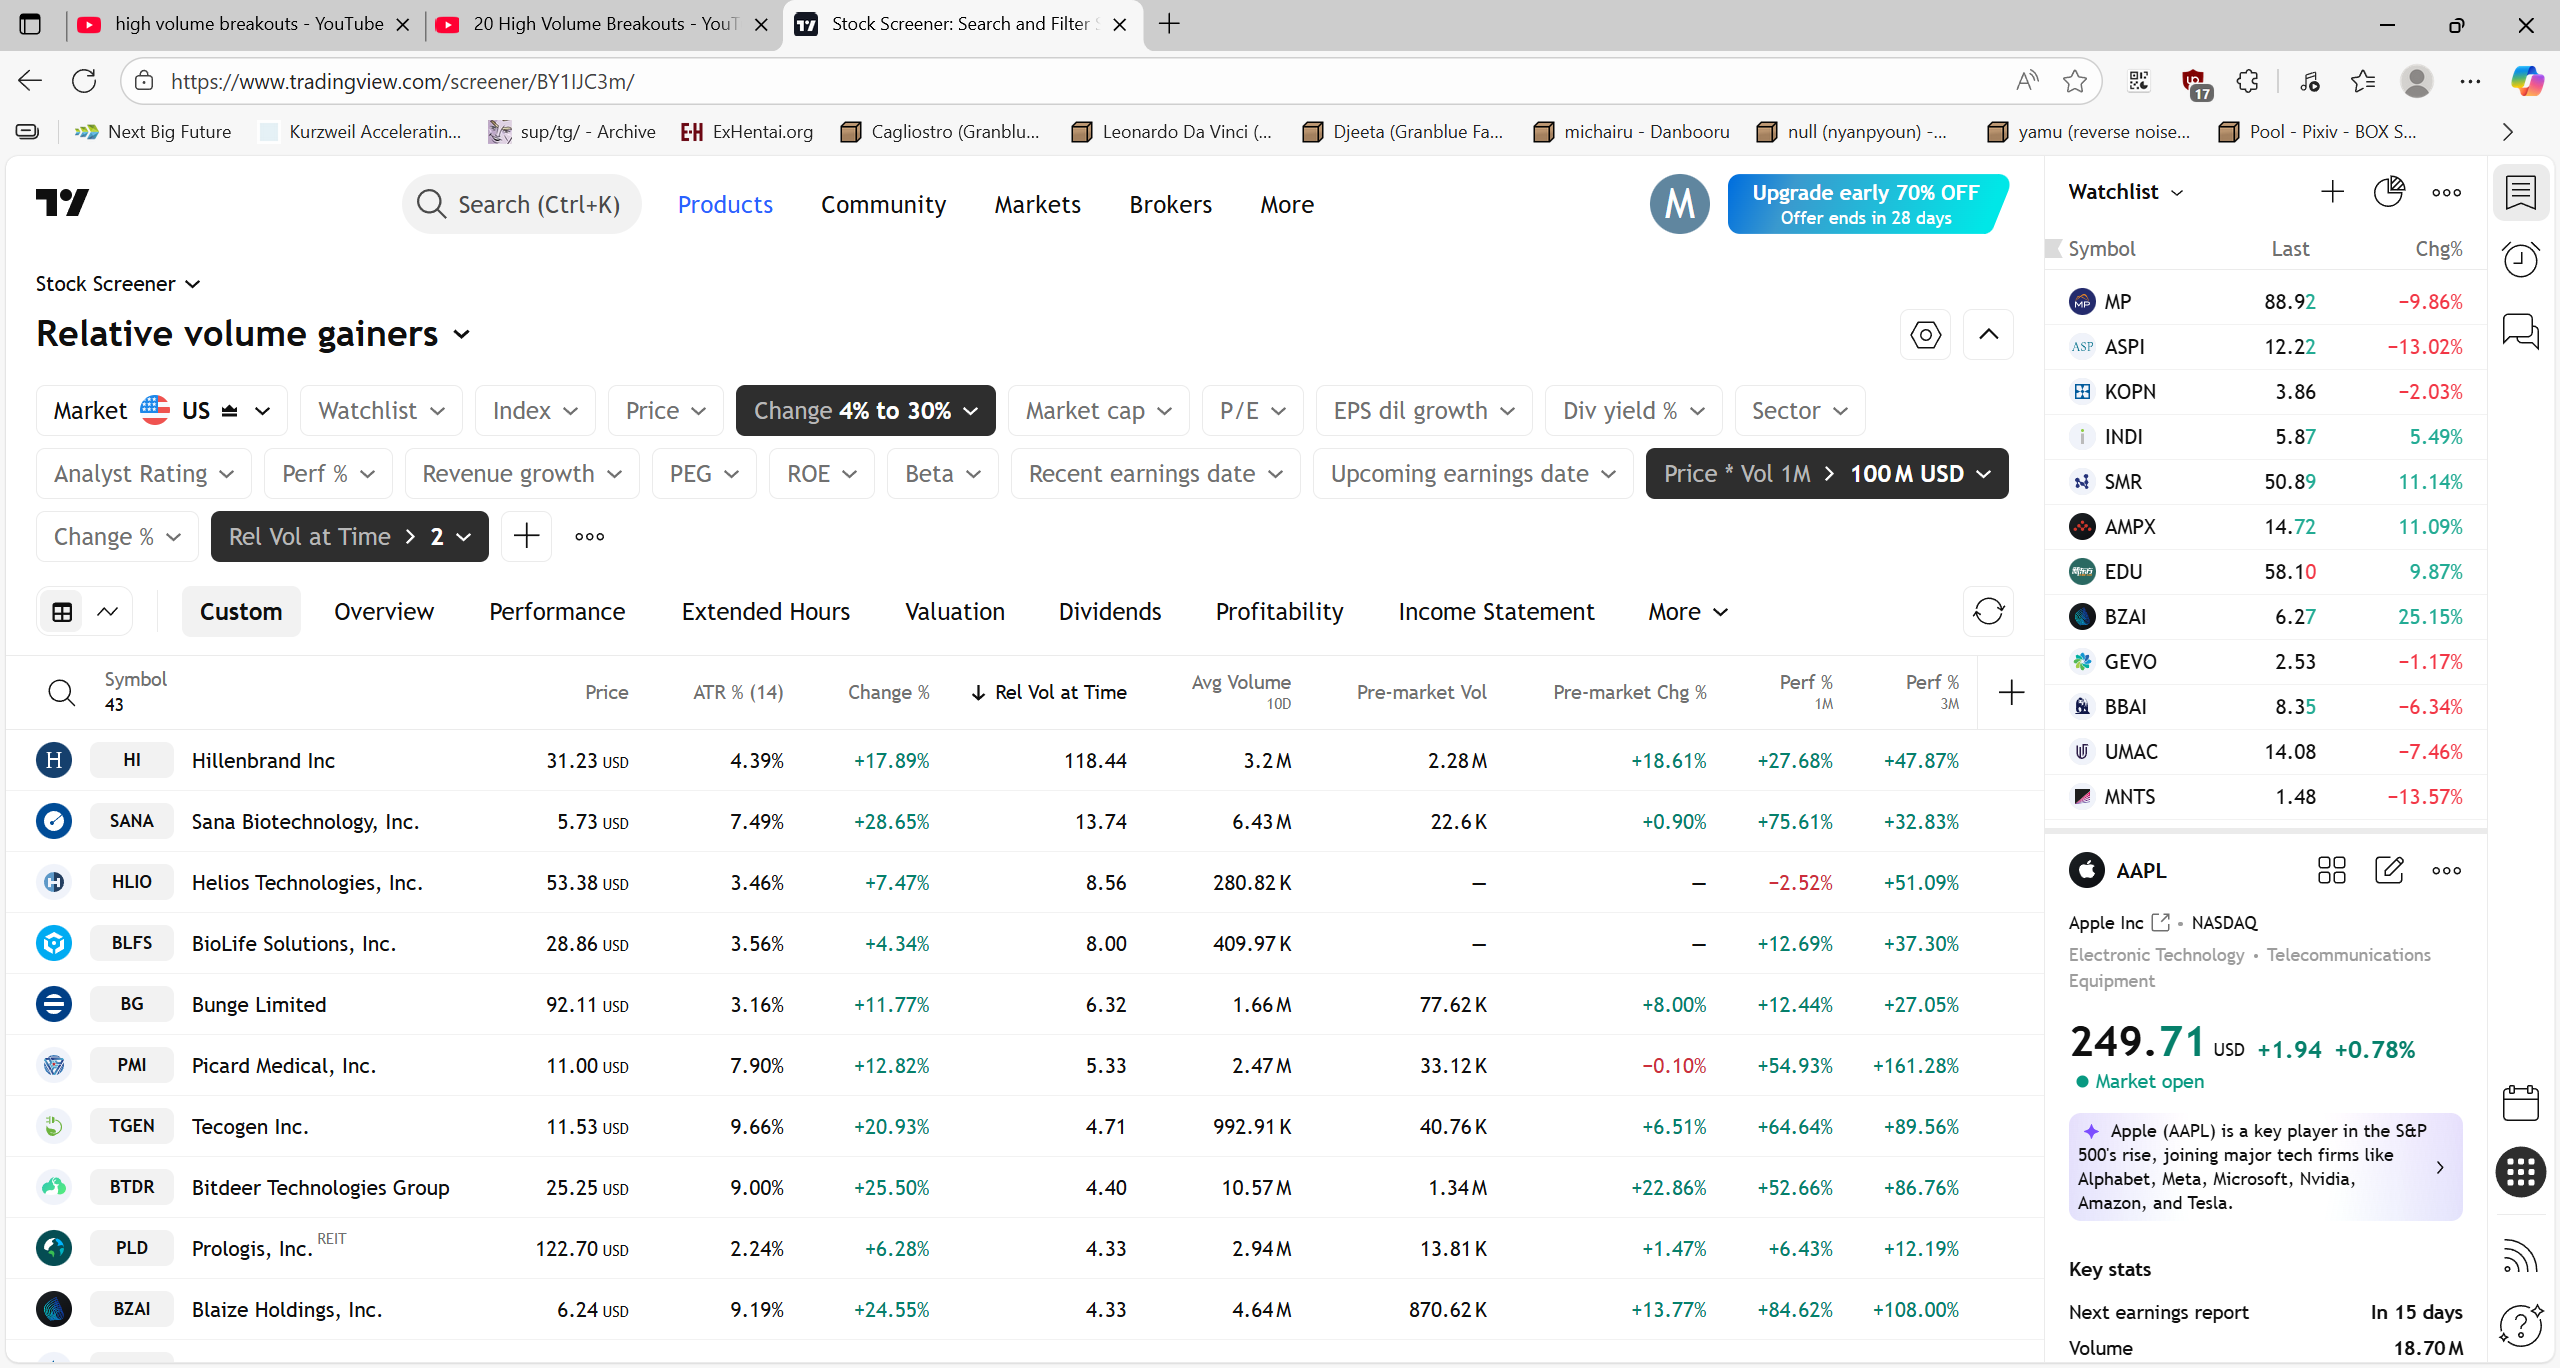 high volume breakouts - YouTube
20 High Volume Breakouts - YouT
Stock Screener: Search and Filter S
https://www.tradingview.com/screener/BY1IJC3m/
17
Next Big Future
Kurzweil Acceleratin...
sup/tg/ - Archive
ExHentai.org
Cagliostro (Granblu...
Leonardo Da Vinci (...
Djeeta (Granblue Fa...
michairu - Danbooru
null (nyanpyoun) -...
yamu (reverse noise...
Pool - Pixiv - BOX S...
Search (Ctrl+K)
Products
Community
Markets
Brokers
More
M
Upgrade early 70% OFF
Offer ends in 28 days
Stock Screener
Relative volume gainers
Market US Watchlist Index Price Change 4% to 30% Market cap P/E EPS dil growth Div yield % Sector
Analyst Rating Perf % Revenue growth PEG ROE Beta Recent earnings date Upcoming earnings date Price * Vol 1M > 100 M USD
Change % Rel Vol at Time > 2
Custom Overview Performance Extended Hours Valuation Dividends Profitability Income Statement More
Symbol 43 Price ATR % (14) Change % Rel Vol at Time Avg Volume 10D Pre-market Vol Pre-market Chg % Perf % 1M Perf % 3M
H HI Hillenbrand Inc 31.23 USD 4.39% +17.89% 118.44 3.2 M 2.28 M +18.61% +27.68% +47.87%
SANA Sana Biotechnology, Inc. 5.73 USD 7.49% +28.65% 13.74 6.43 M 22.6 K +0.90% +75.61% +32.83%
HLIO Helios Technologies, Inc. 53.38 USD 3.46% +7.47% 8.56 280.82 K — — −2.52% +51.09%
BLFS BioLife Solutions, Inc. 28.86 USD 3.56% +4.34% 8.00 409.97 K — — +12.69% +37.30%
BG Bunge Limited 92.11 USD 3.16% +11.77% 6.32 1.66 M 77.62 K +8.00% +12.44% +27.05%
PMI Picard Medical, Inc. 11.00 USD 7.90% +12.82% 5.33 2.47 M 33.12 K −0.10% +54.93% +161.28%
TGEN Tecogen Inc. 11.53 USD 9.66% +20.93% 4.71 992.91 K 40.76 K +6.51% +64.64% +89.56%
BTDR Bitdeer Technologies Group 25.25 USD 9.00% +25.50% 4.40 10.57 M 1.34 M +22.86% +52.66% +86.76%
PLD Prologis, Inc. REIT 122.70 USD 2.24% +6.28% 4.33 2.94 M 13.81 K +1.47% +6.43% +12.19%
BZAI Blaize Holdings, Inc. 6.24 USD 9.19% +24.55% 4.33 4.64 M 870.62 K +13.77% +84.62% +108.00%
Watchlist
Symbol Last Chg%
MP 88.92 −9.86%
ASPI 12.22 −13.02%
KOPN 3.86 −2.03%
INDI 5.87 5.49%
SMR 50.89 11.14%
AMPX 14.72 11.09%
EDU 58.10 9.87%
BZAI 6.27 25.15%
GEVO 2.53 −1.17%
BBAI 8.35 −6.34%
UMAC 14.08 −7.46%
MNTS 1.48 −13.57%
AAPL
Apple Inc • NASDAQ
Electronic Technology • Telecommunications
Equipment
249.71 USD +1.94 +0.78%
Market open
Apple (AAPL) is a key player in the S&P
500's rise, joining major tech firms like
Alphabet, Meta, Microsoft, Nvidia,
Amazon, and Tesla.
Key stats
Next earnings report In 15 days
Volume 18.70 M